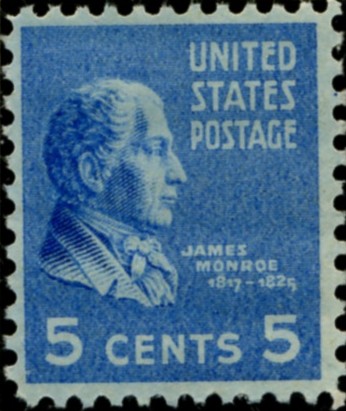 UNITED
STATES
POSTAGE
JAMES
MONROE
1817-1825
5 CENTS 5